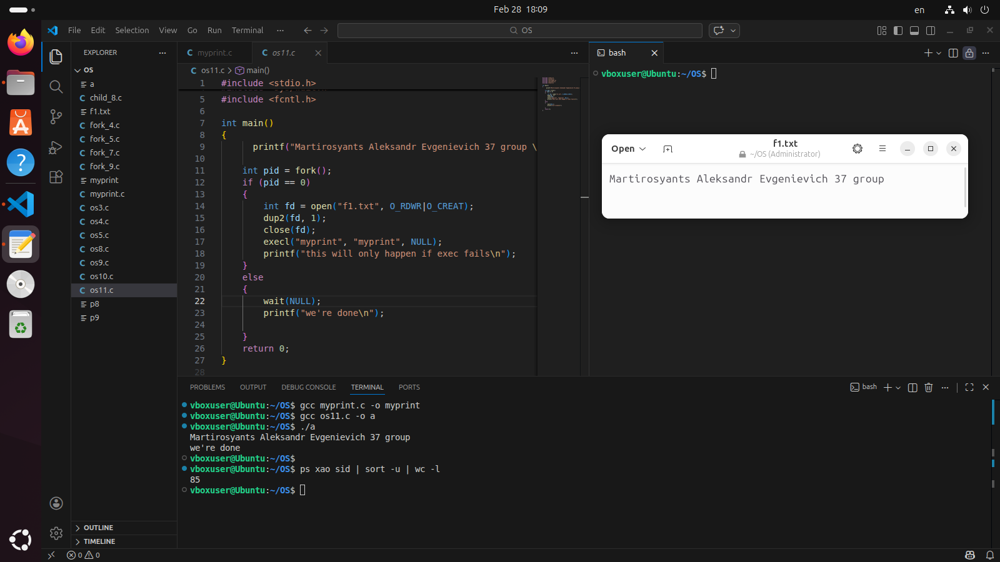 Feb 28 18:09
en
File Edit Selection View Go Run Terminal ···
OS
EXPLORER ···
OS
a
child_8.c
f1.txt
fork_4.c
fork_5.c
fork_7.c
fork_9.c
myprint
myprint.c
os3.c
os4.c
os5.c
os8.c
os9.c
os10.c
os11.c
p8
p9
OUTLINE
TIMELINE
myprint.c
os11.c
os11.c > main()
1 #include <stdio.h>
5 #include <fcntl.h>
6
7 int main()
8 {
9 printf("Martirosyants Aleksandr Evgenievich 37 group \
10
11 int pid = fork();
12 if (pid == 0)
13 {
14 int fd = open("f1.txt", O_RDWR|O_CREAT);
15 dup2(fd, 1);
16 close(fd);
17 execl("myprint", "myprint", NULL);
18 printf("this will only happen if exec fails\n");
19 }
20 else
21 {
22 wait(NULL);
23 printf("we're done\n");
24
25 }
26 return 0;
27 }
28
bash
vboxuser@Ubuntu:~/OS$
Open
f1.txt
~/OS (Administrator)
Martirosyants Aleksandr Evgenievich 37 group
PROBLEMS OUTPUT DEBUG CONSOLE TERMINAL PORTS
bash
vboxuser@Ubuntu:~/OS$ gcc myprint.c -o myprint
vboxuser@Ubuntu:~/OS$ gcc os11.c -o a
vboxuser@Ubuntu:~/OS$ ./a
Martirosyants Aleksandr Evgenievich 37 group
we're done
vboxuser@Ubuntu:~/OS$
vboxuser@Ubuntu:~/OS$ ps xao sid | sort -u | wc -l
85
vboxuser@Ubuntu:~/OS$
0 0